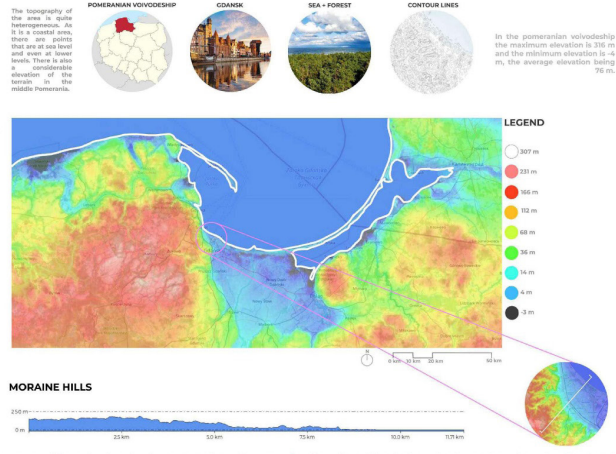 The topography of
the area is quite
heterogeneous. As
it is a coastal area,
there are points
that are at sea level
and even at lower
levels. There is also
a considerable
elevation of the
terrain in the
middle Pomerania.
POMERANIAN VOIVODESHIP
GDANSK
SEA + FOREST
CONTOUR LINES
In the pomeranian voivodeship
the maximum elevation is 316 m
and the minimum elevation is -4
m, the average elevation being
76 m.
LEGEND
307 m
231 m
166 m
112 m
68 m
36 m
14 m
4 m
-3 m
N
0 km 10 km 20 km 50 km
MORAINE HILLS
250 m
0 m
2.5 km 5.0 km 7.5 km 10.0 km 11.71 km